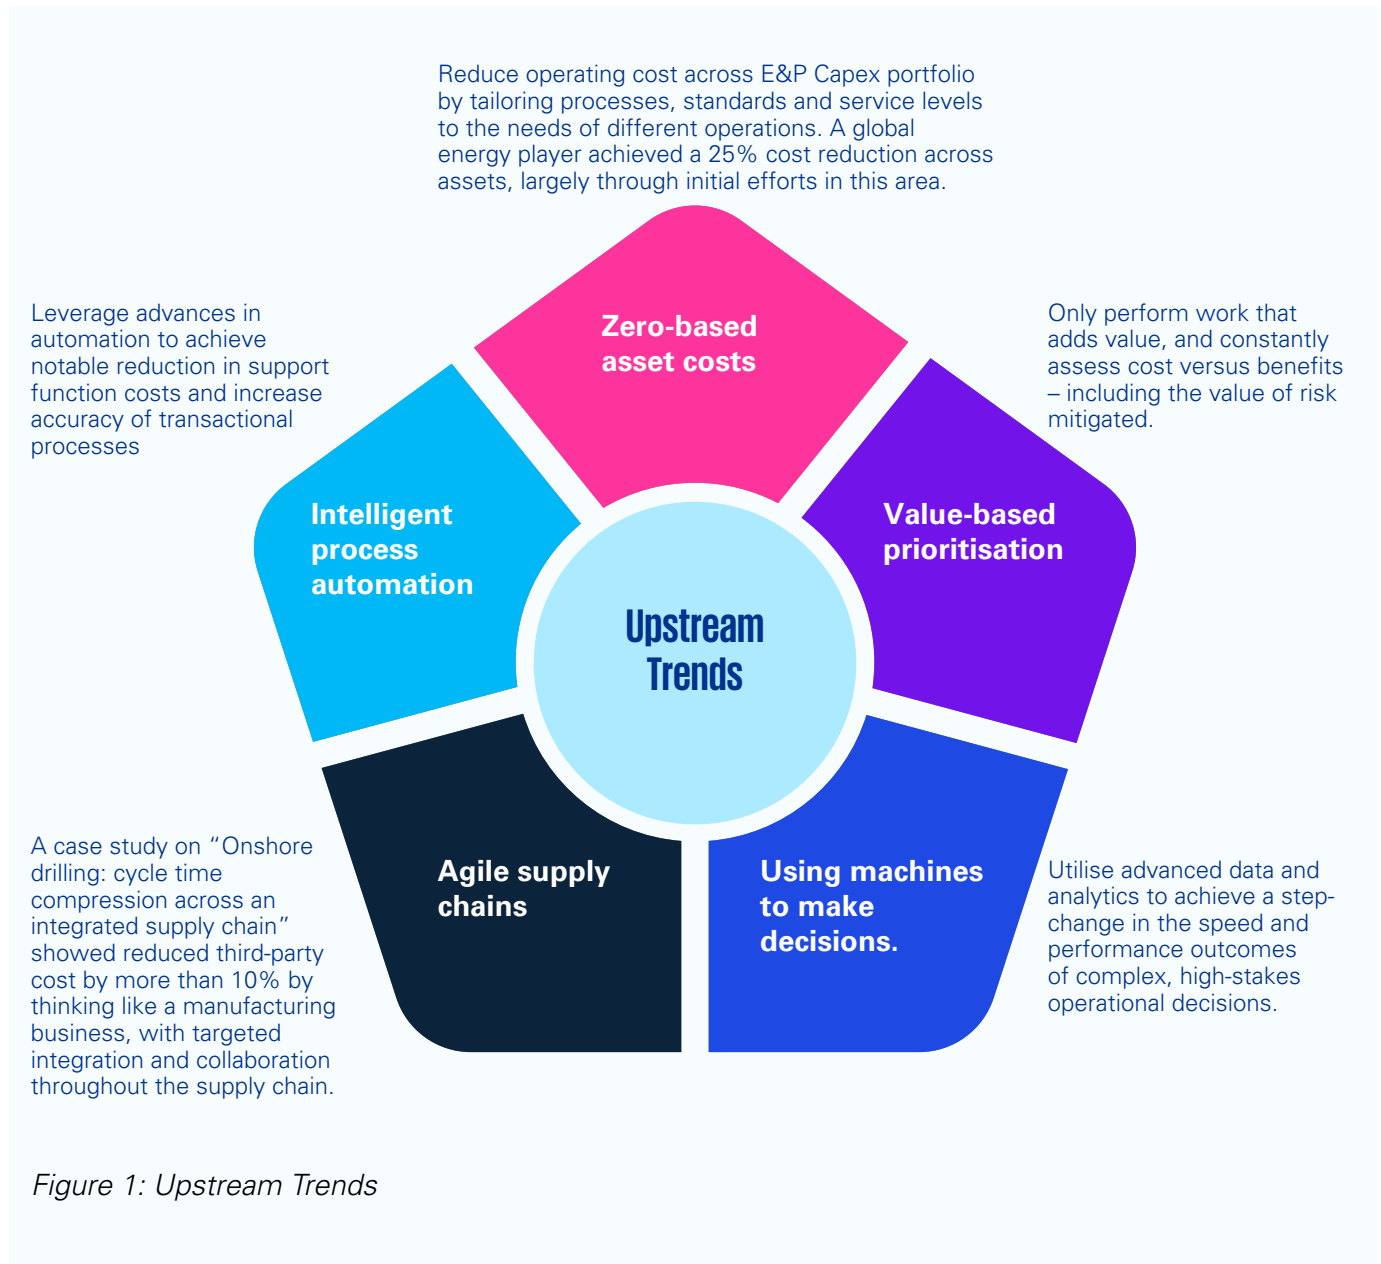 Reduce operating cost across E&P Capex portfolio
by tailoring processes, standards and service levels
to the needs of different operations. A global
energy player achieved a 25% cost reduction across
assets, largely through initial efforts in this area.
Zero-based
asset costs
Only perform work that
adds value, and constantly
assess cost versus benefits
– including the value of risk
mitigated.
Value-based
prioritisation
Utilise advanced data and
analytics to achieve a step-
change in the speed and
performance outcomes
of complex, high-stakes
operational decisions.
Using machines
to make
decisions.
A case study on “Onshore
drilling: cycle time
compression across an
integrated supply chain”
showed reduced third-party
cost by more than 10% by
thinking like a manufacturing
business, with targeted
integration and collaboration
throughout the supply chain.
Agile supply
chains
Leverage advances in
automation to achieve
notable reduction in support
function costs and increase
accuracy of transactional
processes
Intelligent
process
automation
Upstream
Trends
Figure 1: Upstream Trends